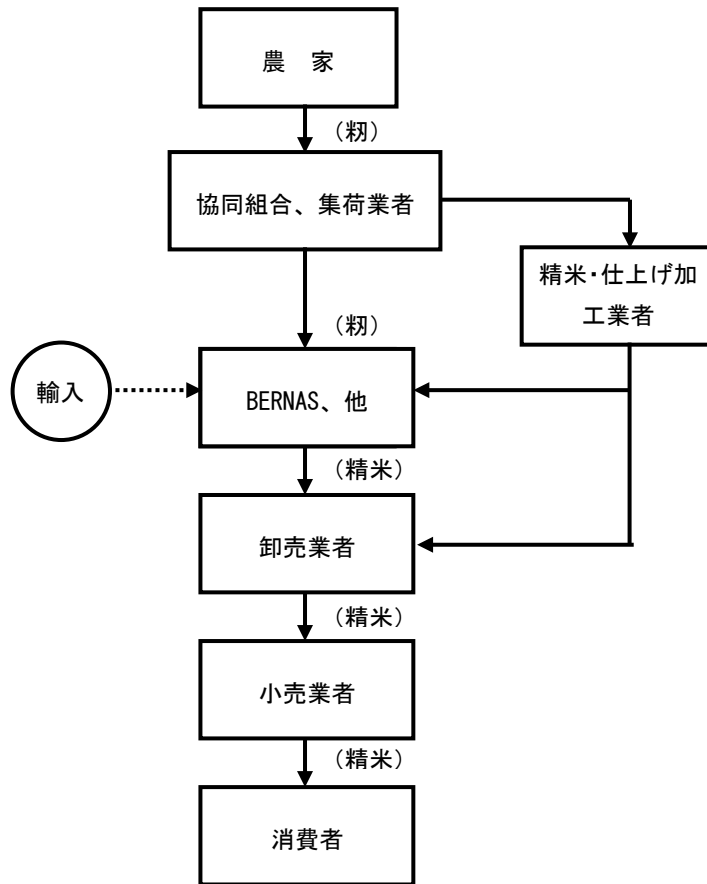 農　家
（籾）
協同組合、集荷業者
精米・仕上げ加
工業者
（籾）
輸入
BERNAS、他
（精米）
卸売業者
（精米）
小売業者
（精米）
消費者